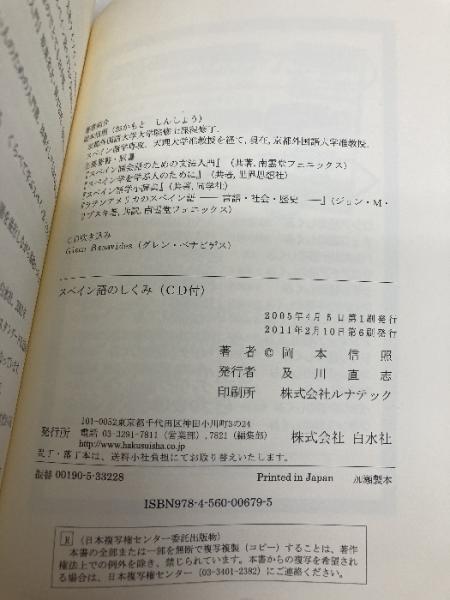 著者紹介
岡本信照（おかもと　しんしょう）
京都外国語大学大学院修士課程修了.
スペイン語学専攻. 天理大学准教授を経て, 現在, 京都外国語大学准教授.
主要著書・訳書
『スペイン語会話のための文法入門』（共著, 南雲堂フェニックス）
『スペイン学を学ぶ人のために』（共著, 世界思想社）
『スペイン語学小辞典』（共著, 同学社）
『ラテンアメリカのスペイン語 ―― 言語・社会・歴史 ―』（ジョン・M・
リプスキ著, 共訳, 南雲堂フェニックス）
CD吹き込み
Glenn Benavides（グレン・ベナビデス）
スペイン語のしくみ（CD付）
2005年4月5日第1刷発行
2011年2月10日第6刷発行
著者 © 岡本信照
発行者 及川直志
印刷所 株式会社ルナテック
101-0052東京都千代田区神田小川町3の24
発行所 電話 03-3291-7811（営業部）, 7821（編集部） 株式会社 白水社
http://www.hakusuisha.co.jp
乱丁・落丁本は、送料小社負担にてお取り替えいたします.
振替 00190-5-33228 Printed in Japan 加瀬製本
ISBN978-4-560-00679-5
R （日本複写権センター委託出版物）
本書の全部または一部を無断で複写複製（コピー）することは、著作
権法上での例外を除き、禁じられています。本書からの複写を希望され
る場合は、日本複写権センター（03-3401-2382）にご連絡ください。